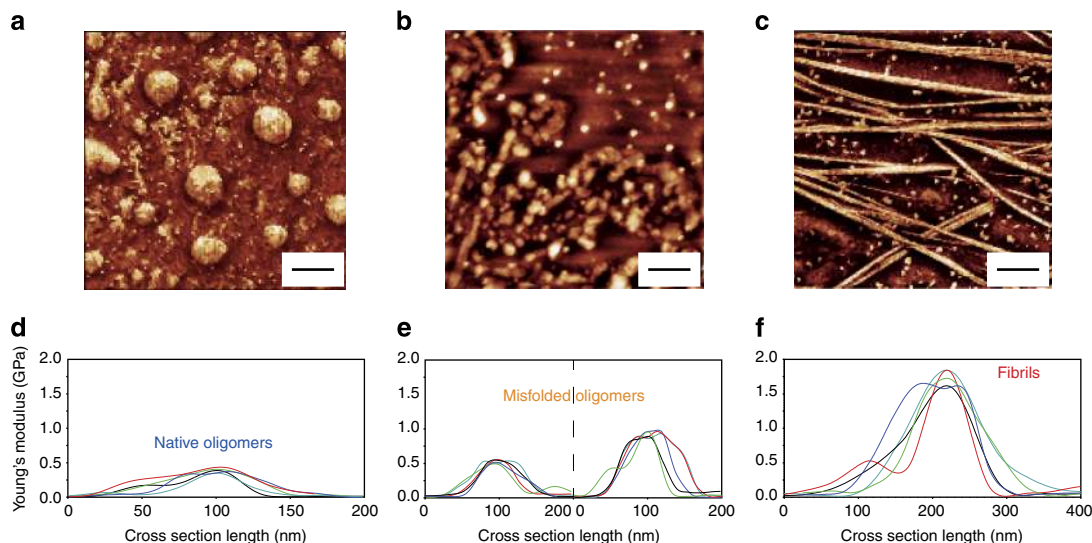 a
b
c
d
e
f
2.0
1.5
1.0
0.5
0.0
Young's modulus (GPa)
Native oligomers
0
50
100
150
200
Cross section length (nm)
2.0
1.5
1.0
0.5
0.0
Misfolded oligomers
0
100
200
0
100
200
Cross section length (nm)
2.0
1.5
1.0
0.5
0.0
Fibrils
0
100
200
300
400
Cross section length (nm)